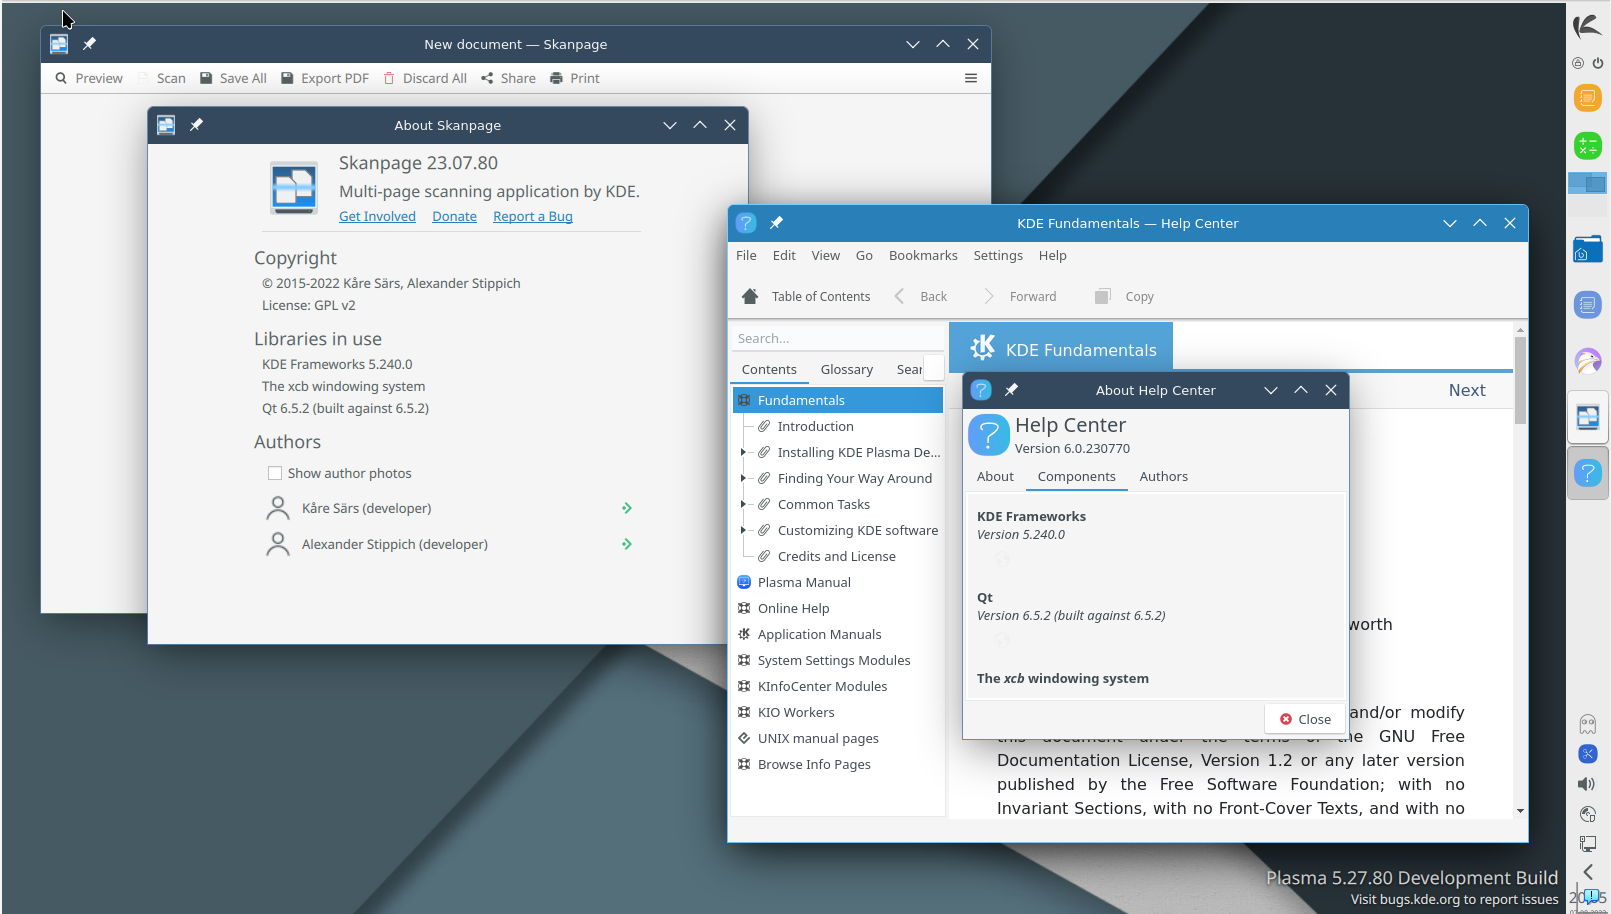 New document — Skanpage
Preview Scan Save All Export PDF Discard All Share Print
About Skanpage
Skanpage 23.07.80
Multi-page scanning application by KDE.
Get Involved Donate Report a Bug
Copyright
© 2015-2022 Kåre Särs, Alexander Stippich
License: GPL v2
Libraries in use
KDE Frameworks 5.240.0
The xcb windowing system
Qt 6.5.2 (built against 6.5.2)
Authors
Show author photos
Kåre Särs (developer)
Alexander Stippich (developer)
KDE Fundamentals — Help Center
File Edit View Go Bookmarks Settings Help
Table of Contents Back Forward Copy
Search...
Contents Glossary Sear
Fundamentals
Introduction
Installing KDE Plasma De...
Finding Your Way Around
Common Tasks
Customizing KDE software
Credits and License
Plasma Manual
Online Help
Application Manuals
System Settings Modules
KInfoCenter Modules
KIO Workers
UNIX manual pages
Browse Info Pages
KDE Fundamentals
Next
About Help Center
Help Center
Version 6.0.230770
About Components Authors
KDE Frameworks
Version 5.240.0
Qt
Version 6.5.2 (built against 6.5.2)
The xcb windowing system
Close
worth
and/or modify
this document under the terms of the GNU Free
Documentation License, Version 1.2 or any later version
published by the Free Software Foundation; with no
Invariant Sections, with no Front-Cover Texts, and with no
Plasma 5.27.80 Development Build
Visit bugs.kde.org to report issues